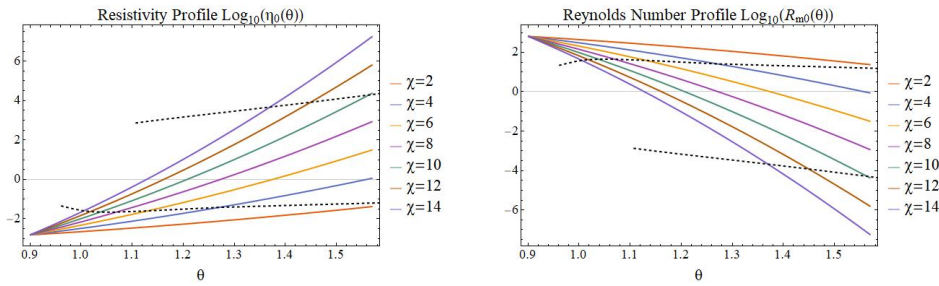 Resistivity Profile Log₁₀(η₀(θ))
6
4
2
0
−2
0.9 1.0 1.1 1.2 1.3 1.4 1.5
θ
χ=2
χ=4
χ=6
χ=8
χ=10
χ=12
χ=14
Reynolds Number Profile Log₁₀(Rₘ₀(θ))
2
0
−2
−4
−6
0.9 1.0 1.1 1.2 1.3 1.4 1.5
θ
χ=2
χ=4
χ=6
χ=8
χ=10
χ=12
χ=14